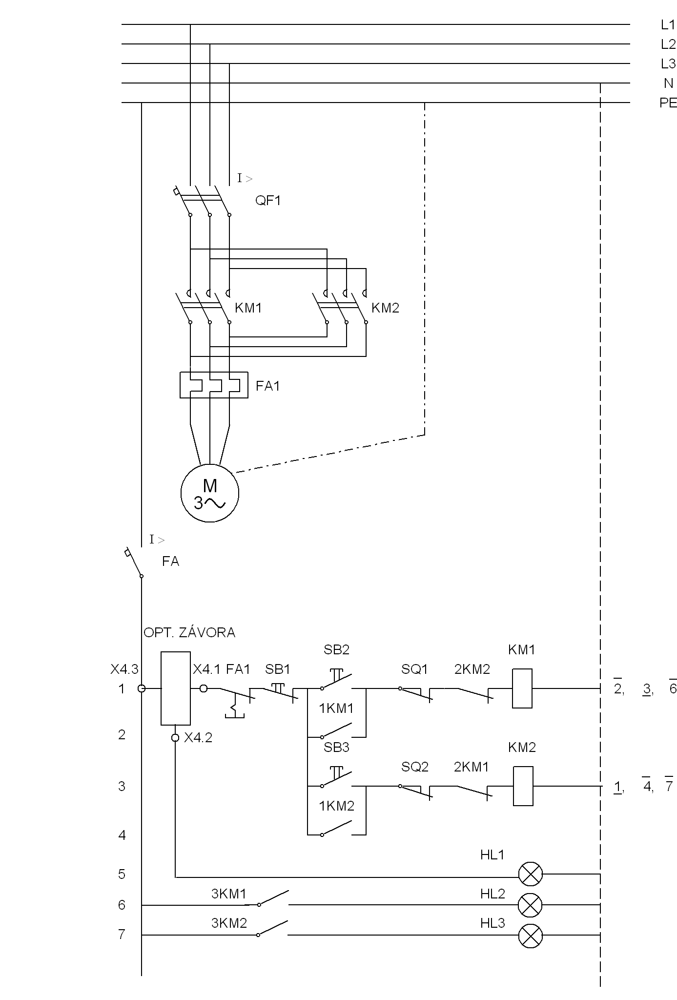 L1
L2
L3
N
PE
I >
QF1
KM1 KM2
FA1
M
3
I >
FA
OPT. ZÁVORA
SB2 KM1
X4.3 X4.1 FA1 SB1 SQ1 2KM2
1 2, 3, 6
1KM1
2 X4.2
SB3 KM2
SQ2 2KM1
3 1, 4, 7
1KM2
4
HL1
5
3KM1 HL2
6
3KM2 HL3
7